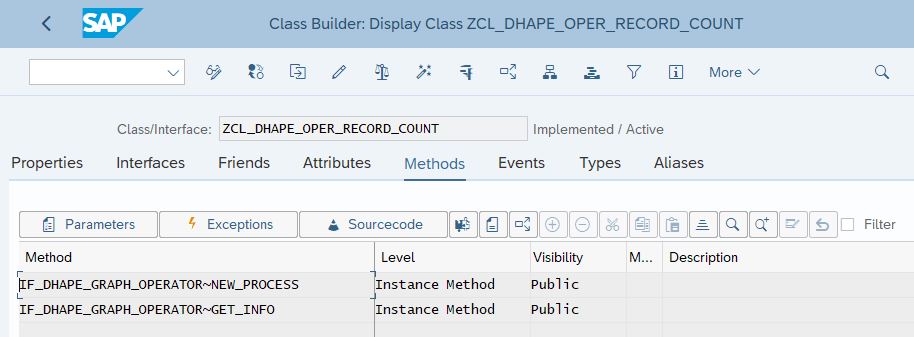 SAP Class Builder: Display Class ZCL_DHAPE_OPER_RECORD_COUNT
More
Class/Interface: ZCL_DHAPE_OPER_RECORD_COUNT Implemented / Active
Properties Interfaces Friends Attributes Methods Events Types Aliases
Parameters Exceptions Sourcecode Filter
Method Level Visibility M... Description
IF_DHAPE_GRAPH_OPERATOR~NEW_PROCESS Instance Method Public
IF_DHAPE_GRAPH_OPERATOR~GET_INFO Instance Method Public